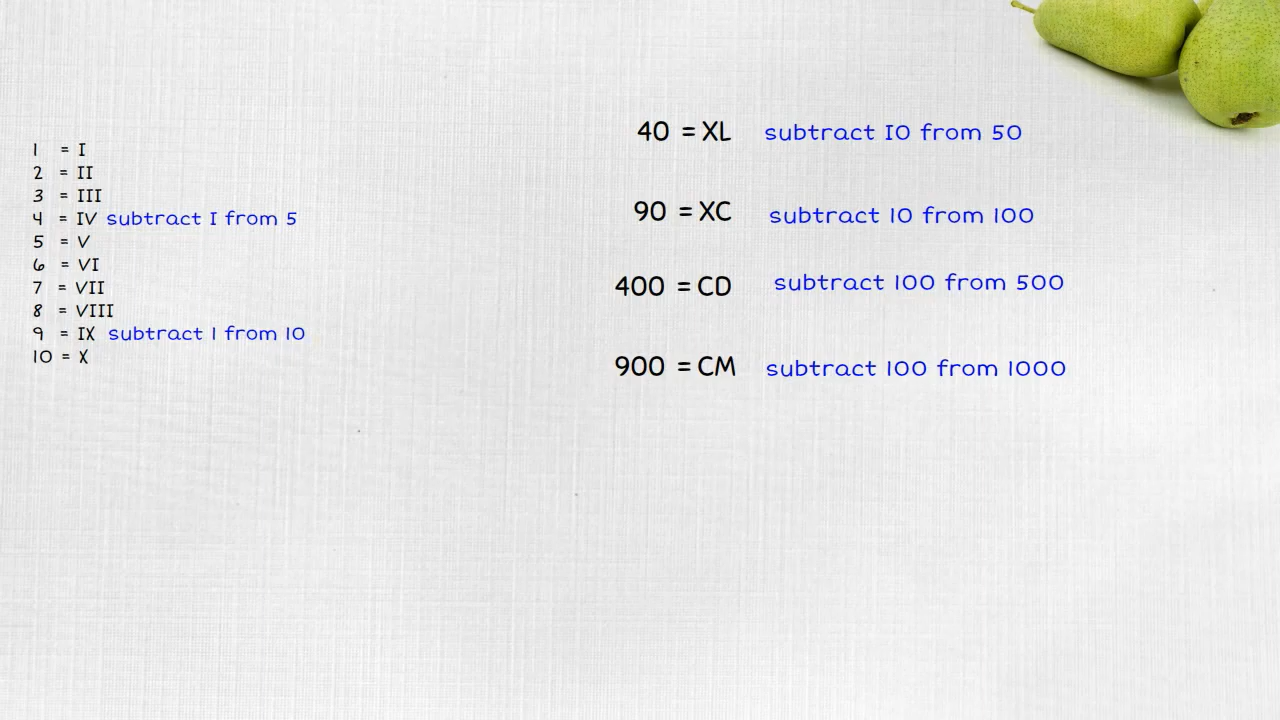 1 = I
2 = II
3 = III
4 = IV subtract I from 5
5 = V
6 = VI
7 = VII
8 = VIII
9 = IX subtract 1 from 10
10 = X
40 = XL subtract IO from 50
90 = XC subtract 10 from 100
400 = CD subtract 100 from 500
900 = CM subtract 100 from 1000